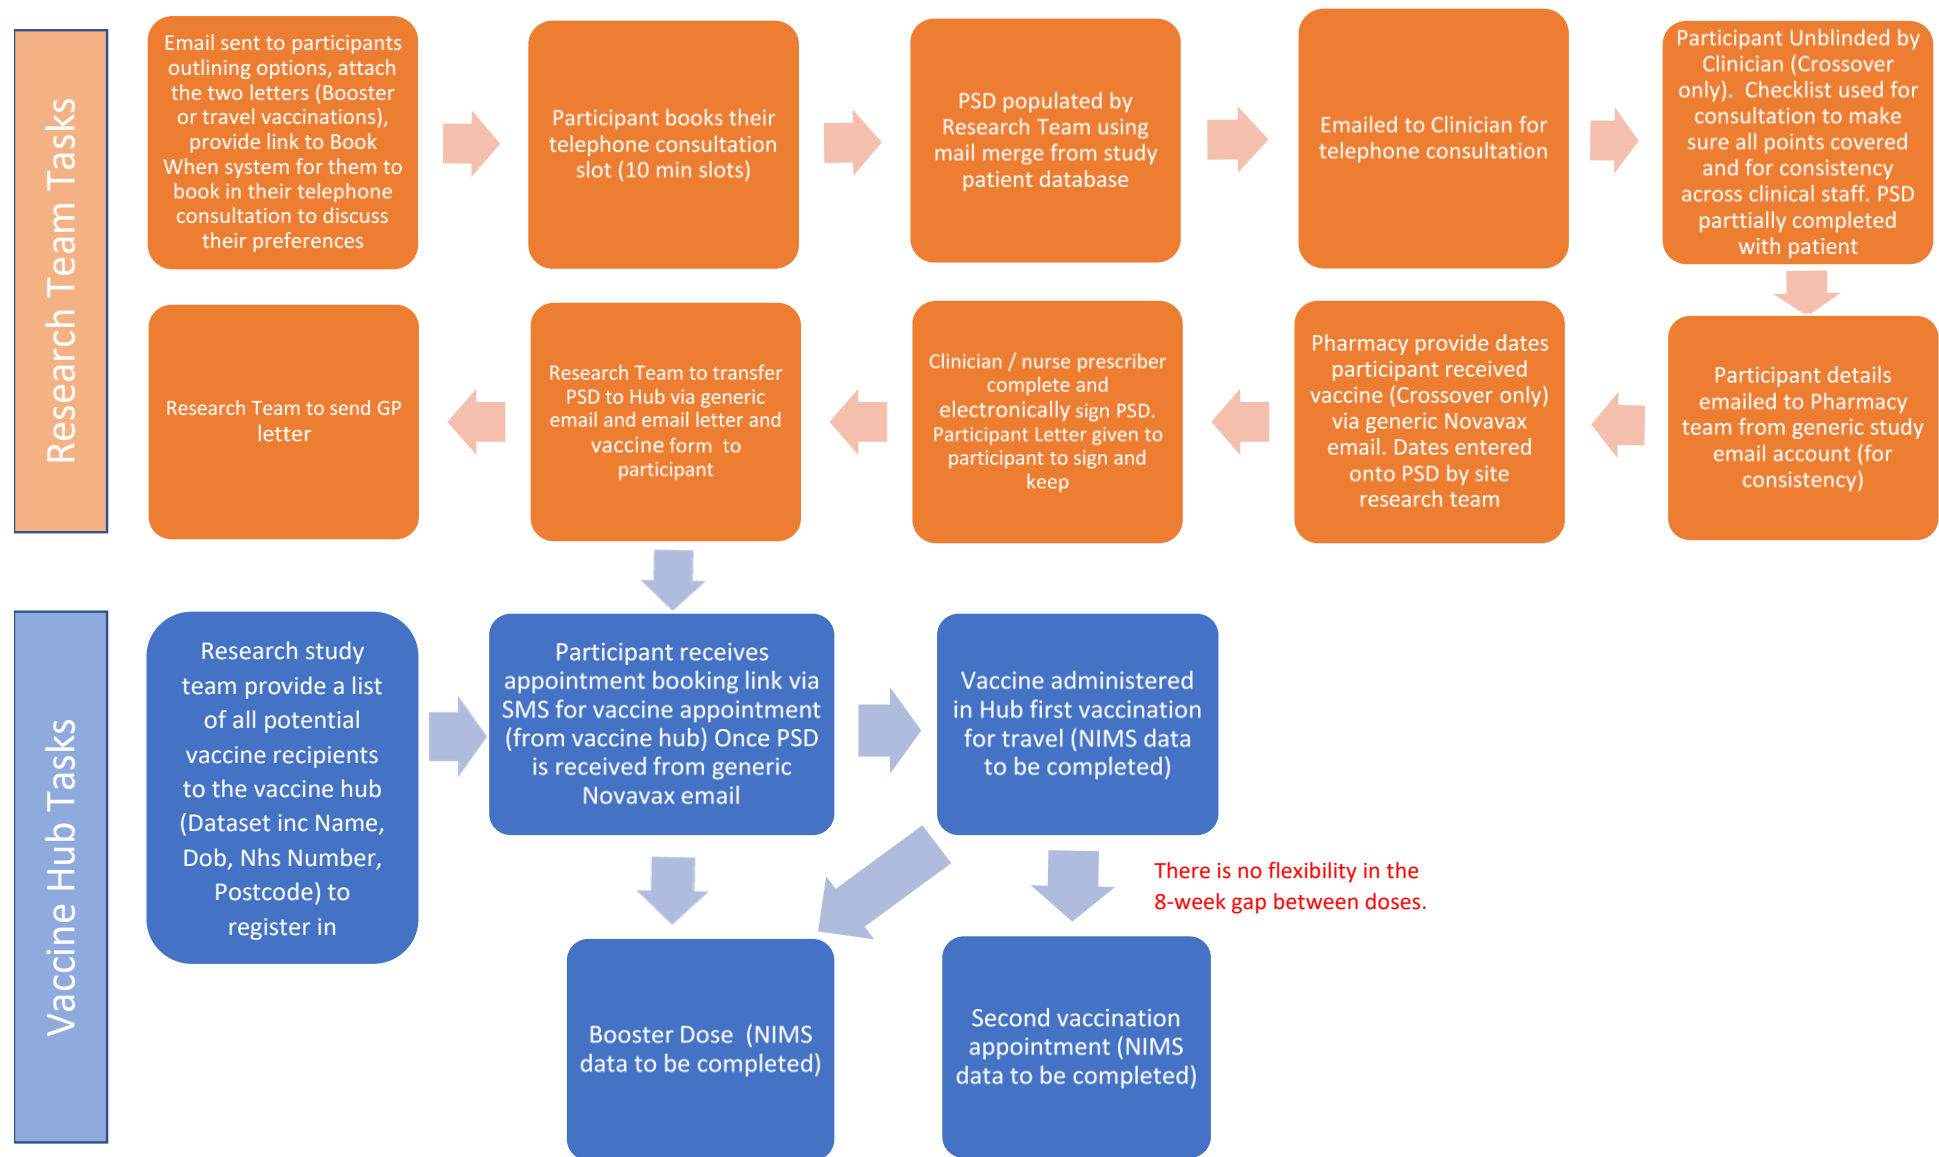 Research Team Tasks
Email sent to participants
outlining options, attach
the two letters (Booster
or travel vaccinations),
provide link to Book
When system for them to
book in their telephone
consultation to discuss
their preferences
Participant books their
telephone consultation
slot (10 min slots)
PSD populated by
Research Team using
mail merge from study
patient database
Emailed to Clinician for
telephone consultation
Participant Unblinded by
Clinician (Crossover
only). Checklist used for
consultation to make
sure all points covered
and for consistency
across clinical staff. PSD
parttially completed
with patient
Participant details
emailed to Pharmacy
team from generic study
email account (for
consistency)
Pharmacy provide dates
participant received
vaccine (Crossover only)
via generic Novavax
email. Dates entered
onto PSD by site
research team
Clinician / nurse prescriber
complete and
electronically sign PSD.
Participant Letter given to
participant to sign and
keep
Research Team to transfer
PSD to Hub via generic
email and email letter and
vaccine form to
participant
Research Team to send GP
letter
Vaccine Hub Tasks
Research study
team provide a list
of all potential
vaccine recipients
to the vaccine hub
(Dataset inc Name,
Dob, Nhs Number,
Postcode) to
register in
Participant receives
appointment booking link via
SMS for vaccine appointment
(from vaccine hub) Once PSD
is received from generic
Novavax email
Vaccine administered
in Hub first vaccination
for travel (NIMS data
to be completed)
There is no flexibility in the
8-week gap between doses.
Booster Dose (NIMS
data to be completed)
Second vaccination
appointment (NIMS
data to be completed)